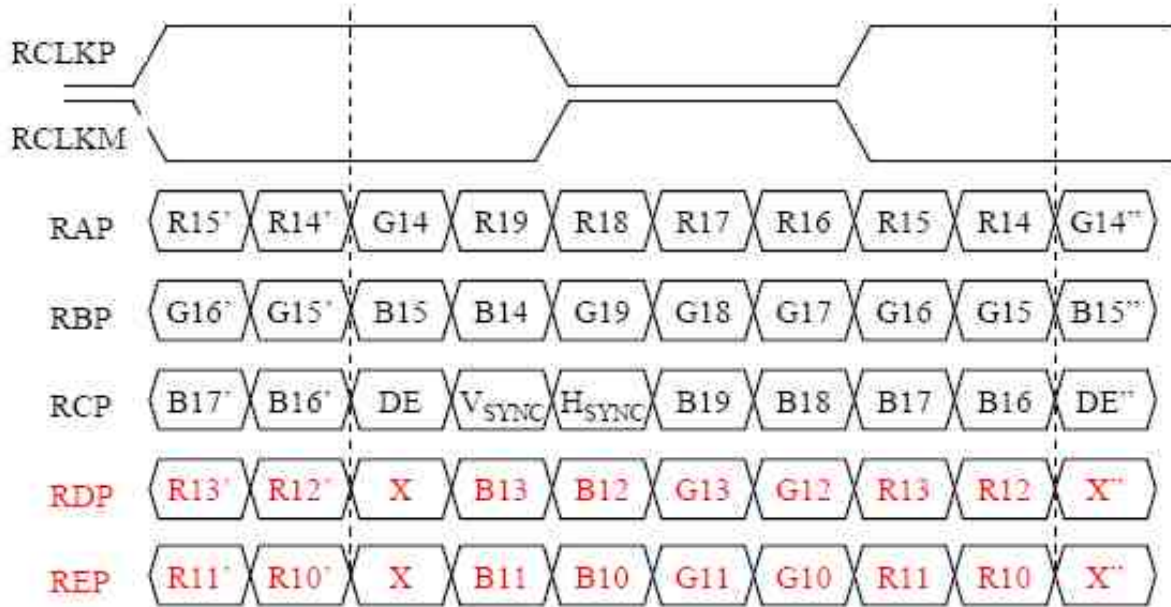 RCLKP
RCLKM
RAP R15' R14' G14 R19 R18 R17 R16 R15 R14 G14"
RBP G16' G15' B15 B14 G19 G18 G17 G16 G15 B15"
RCP B17' B16' DE VSYNC HSYNC B19 B18 B17 B16 DE"
RDP R13' R12' X B13 B12 G13 G12 R13 R12 X"
REP R11' R10' X B11 B10 G11 G10 R11 R10 X"